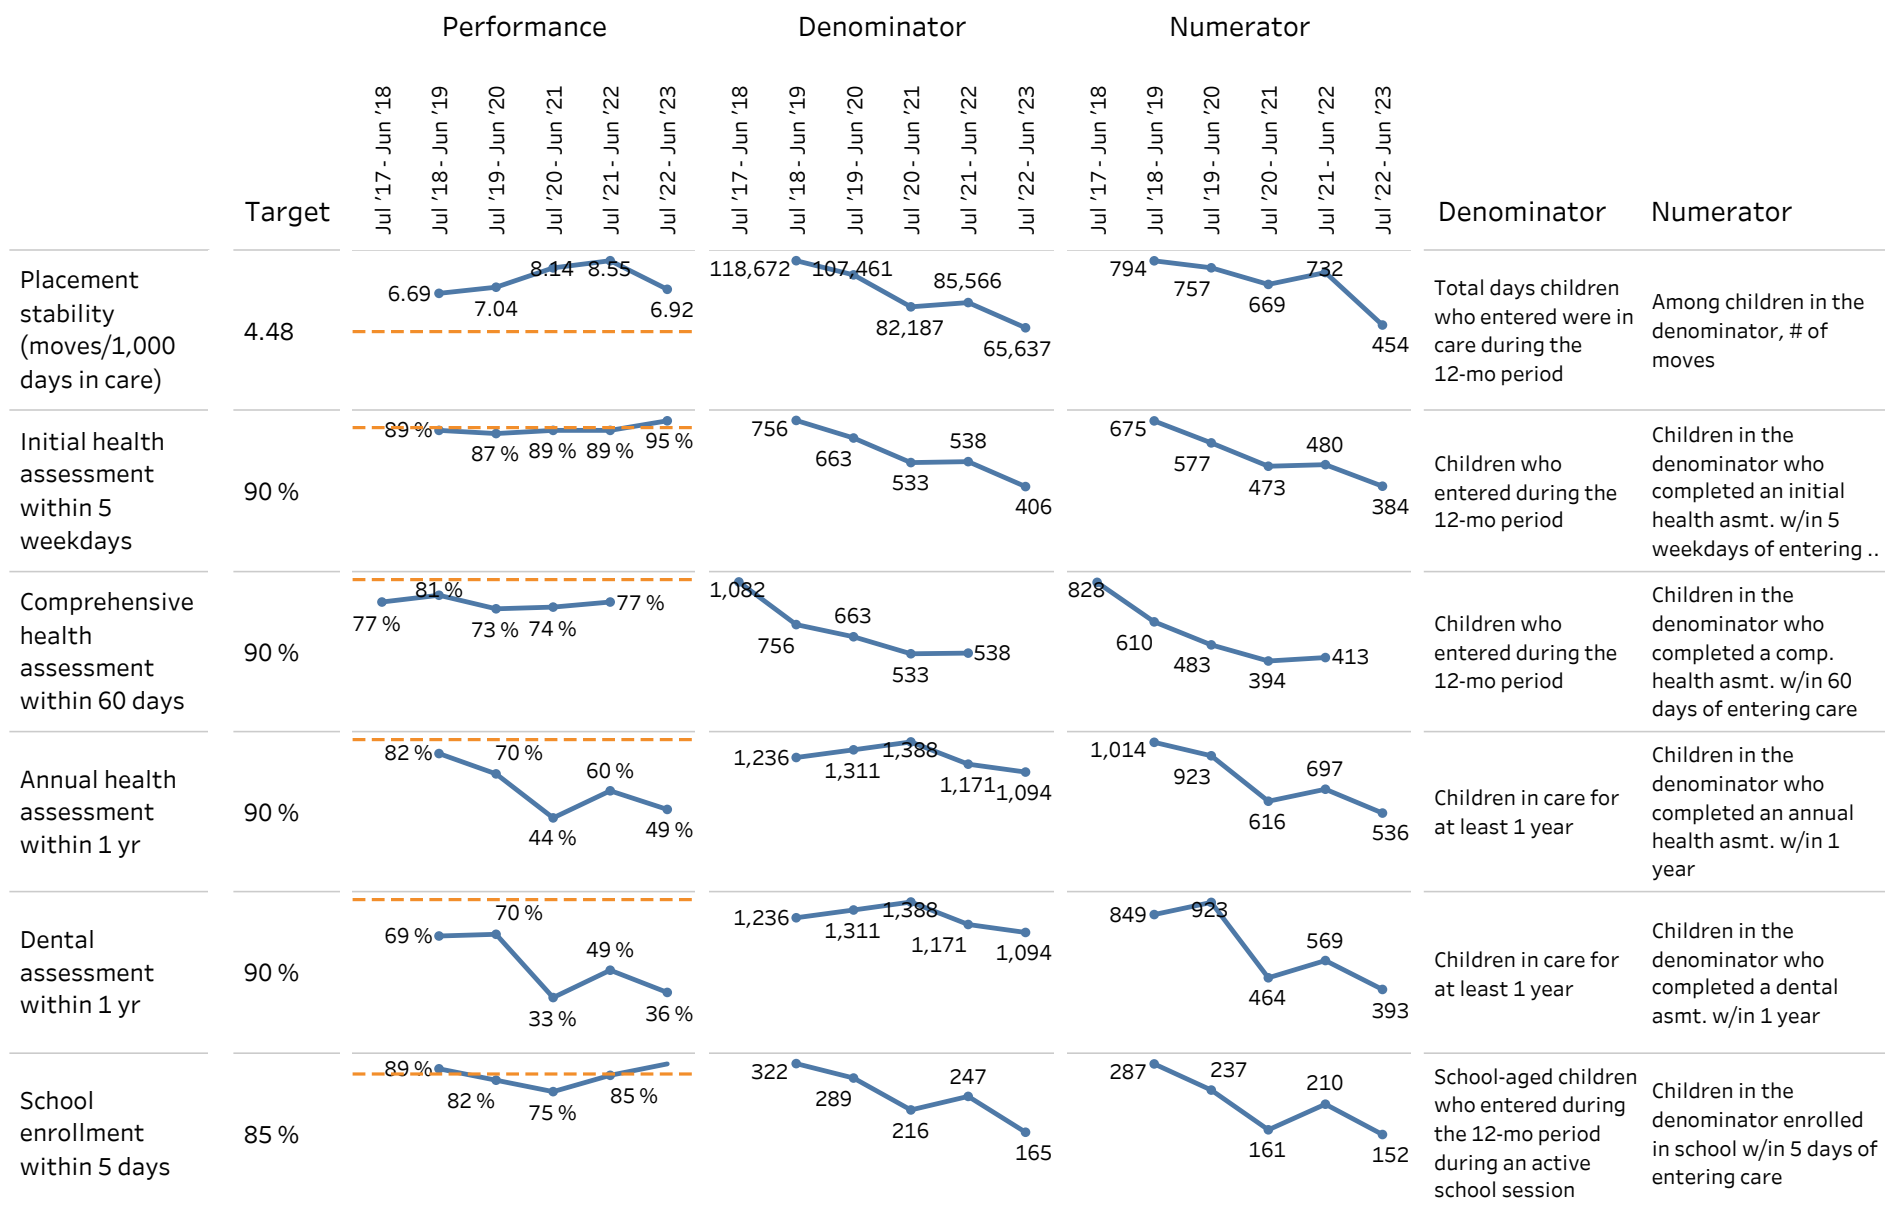 Performance
Denominator
Numerator
Jul '17 - Jun '18
Jul '18 - Jun '19
Jul '19 - Jun '20
Jul '20 - Jun '21
Jul '21 - Jun '22
Jul '22 - Jun '23
Jul '17 - Jun '18
Jul '18 - Jun '19
Jul '19 - Jun '20
Jul '20 - Jun '21
Jul '21 - Jun '22
Jul '22 - Jun '23
Jul '17 - Jun '18
Jul '18 - Jun '19
Jul '19 - Jun '20
Jul '20 - Jun '21
Jul '21 - Jun '22
Jul '22 - Jun '23
Target
Denominator
Numerator
Placement
stability
(moves/1,000
days in care)
4.48
6.69
7.04
8.14
8.55
6.92
118,672
107,461
82,187
85,566
65,637
794
757
669
732
454
Total days children
who entered were in
care during the
12-mo period
Among children in the
denominator, # of
moves
Initial health
assessment
within 5
weekdays
90 %
89 %
87 %
89 %
89 %
95 %
756
663
533
538
406
675
577
473
480
384
Children who
entered during the
12-mo period
Children in the
denominator who
completed an initial
health asmt. w/in 5
weekdays of entering ..
Comprehensive
health
assessment
within 60 days
90 %
77 %
81 %
73 %
74 %
77 %
1,082
756
663
533
538
828
610
483
394
413
Children who
entered during the
12-mo period
Children in the
denominator who
completed a comp.
health asmt. w/in 60
days of entering care
Annual health
assessment
within 1 yr
90 %
82 %
70 %
44 %
60 %
49 %
1,236
1,311
1,388
1,171
1,094
1,014
923
616
697
536
Children in care for
at least 1 year
Children in the
denominator who
completed an annual
health asmt. w/in 1
year
Dental
assessment
within 1 yr
90 %
69 %
70 %
33 %
49 %
36 %
1,236
1,311
1,388
1,171
1,094
849
923
464
569
393
Children in care for
at least 1 year
Children in the
denominator who
completed a dental
asmt. w/in 1 year
School
enrollment
within 5 days
85 %
89 %
82 %
75 %
85 %
322
289
216
247
165
287
237
161
210
152
School-aged children
who entered during
the 12-mo period
during an active
school session
Children in the
denominator enrolled
in school w/in 5 days of
entering care